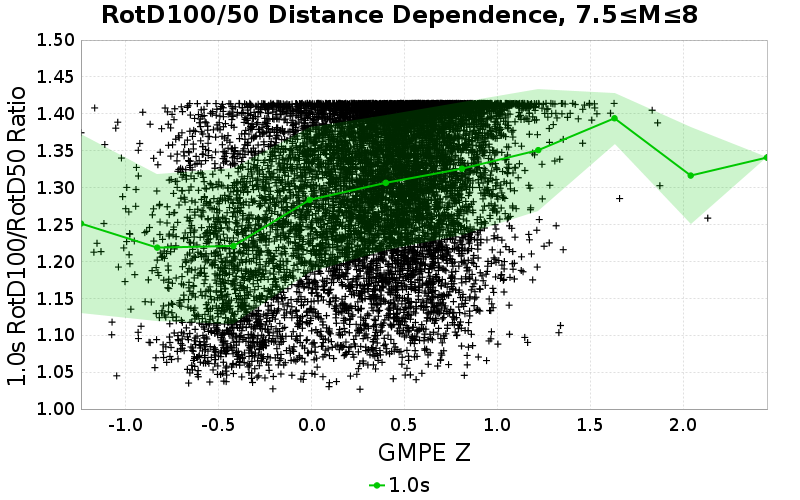 RotD100/50 Distance Dependence, 7.5≤M≤8
1.0s RotD100/RotD50 Ratio
1.50
1.45
1.40
1.35
1.30
1.25
1.20
1.15
1.10
1.05
1.00
-1.0 -0.5 0.0 0.5 1.0 1.5 2.0
GMPE Z
1.0s